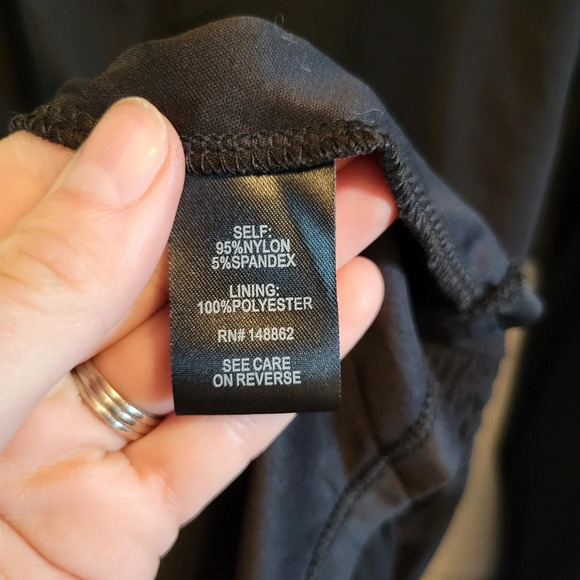 SELF:
95%NYLON
5%SPANDEX
LINING:
100%POLYESTER
RN# 148862
SEE CARE
ON REVERSE